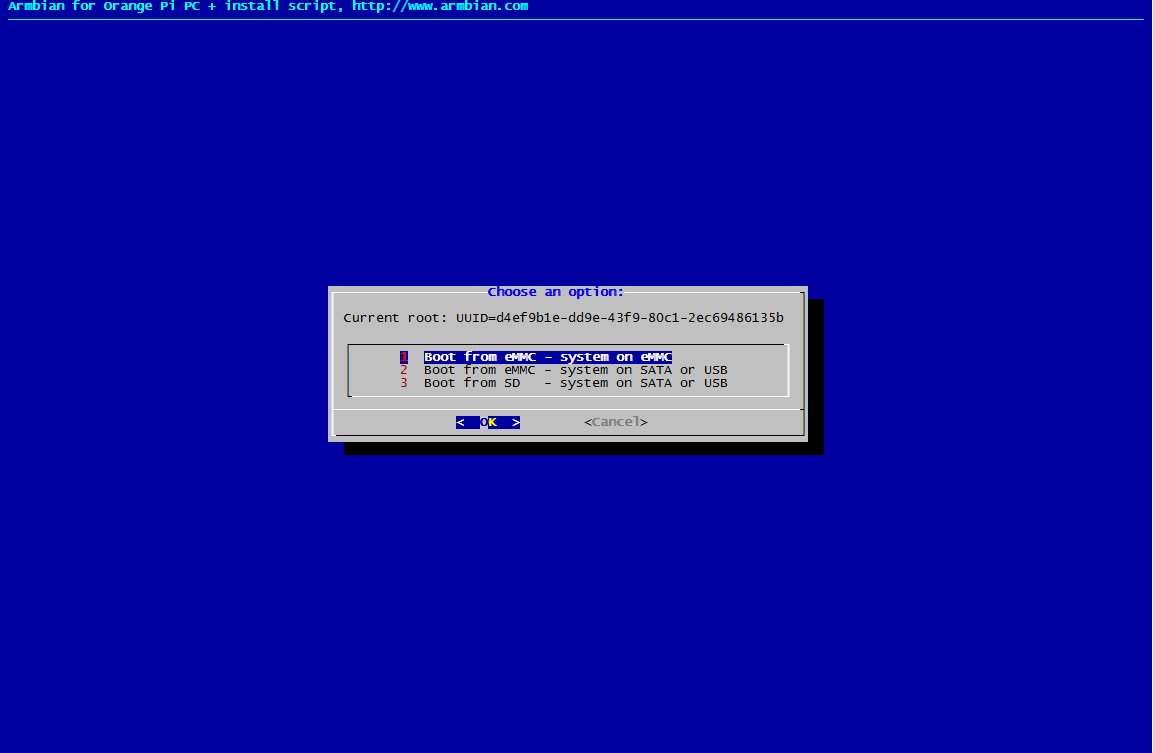 Armbian for Orange Pi PC + install script, http://www.armbian.com
Choose an option:
Current root: UUID=d4ef9b1e-dd9e-43f9-80c1-2ec69486135b
1 Boot from eMMC - system on eMMC
2 Boot from eMMC - system on SATA or USB
3 Boot from SD   - system on SATA or USB
<  OK  > <Cancel>